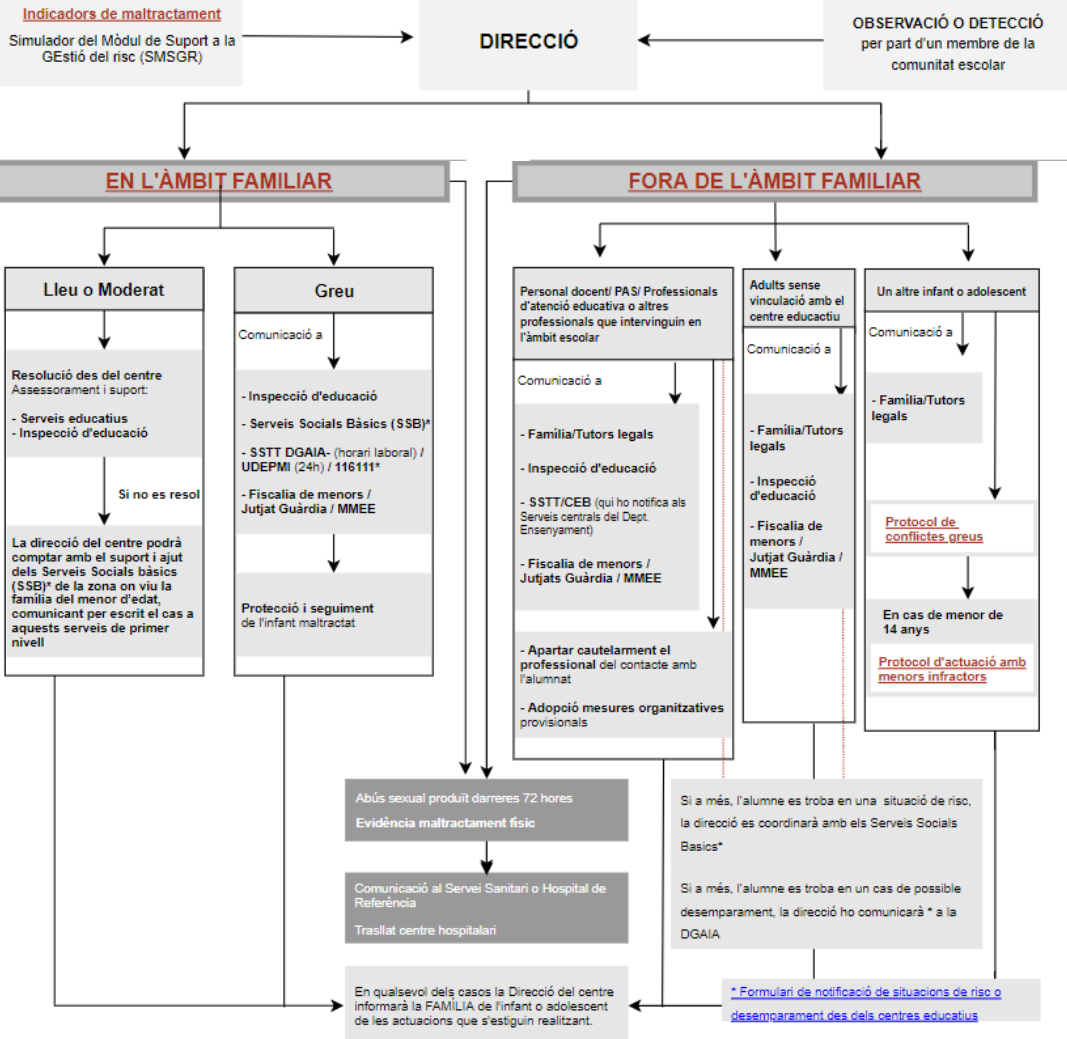 Indicadors de maltractament
Simulador del Mòdul de Suport a la
GEstió del risc (SMSGR)
DIRECCIÓ
OBSERVACIÓ O DETECCIÓ
per part d'un membre de la
comunitat escolar
EN L'ÀMBIT FAMILIAR
FORA DE L'ÀMBIT FAMILIAR
Lleu o Moderat
Resolució des del centre
Assessorament i suport:
- Serveis educatius
- Inspecció d'educació
Si no es resol
La direcció del centre podrà
comptar amb el suport i ajut
dels Serveis Socials bàsics
(SSB)* de la zona on viu la
família del menor d'edat,
comunicant per escrit el cas a
aquests serveis de primer
nivell
Greu
Comunicació a
- Inspecció d'educació
- Serveis Socials Bàsics (SSB)*
- SSTT DGAIA- (horari laboral) /
UDEPMI (24h) / 116111*
- Fiscalia de menors /
Jutjat Guàrdia / MMEE
Protecció i seguiment
de l'infant maltractat
Personal docent/ PAS/ Professionals
d'atenció educativa o altres
professionals que intervinguin en
l'àmbit escolar
Comunicació a
- Família/Tutors legals
- Inspecció d'educació
- SSTT/CEB (qui ho notifica als
Serveis centrals del Dept.
Ensenyament)
- Fiscalia de menors /
Jutjats Guàrdia / MMEE
- Apartar cautelarment el
professional del contacte amb
l'alumnat
- Adopció mesures organitzatives
provisionals
Adults sense
vinculació amb el
centre educactiu
Comunicació a
- Família/Tutors
legals
- Inspecció
d'educació
- Fiscalia de
menors /
Jutjat Guàrdia /
MMEE
Un altre infant o adolescent
Comunicació a
- Família/Tutors
legals
Protocol de
conflictes greus
En cas de menor de
14 anys
Protocol d'actuació amb
menors infractors
Abús sexual produït darreres 72 hores
Evidència maltractament físic
Comunicació al Servei Sanitari o Hospital de
Referència
Trasllat centre hospitalari
Si a més, l'alumne es troba en una situació de risc,
la direcció es coordinarà amb els Serveis Socials
Basics*
Si a més, l'alumne es troba en un cas de possible
desemparament, la direcció ho comunicarà * a la
DGAIA
En qualsevol dels casos la Direcció del centre
informarà la FAMÍLIA de l'infant o adolescent
de les actuacions que s'estiguin realitzant.
* Formulari de notificació de situacions de risc o
desemparament des dels centres educatius